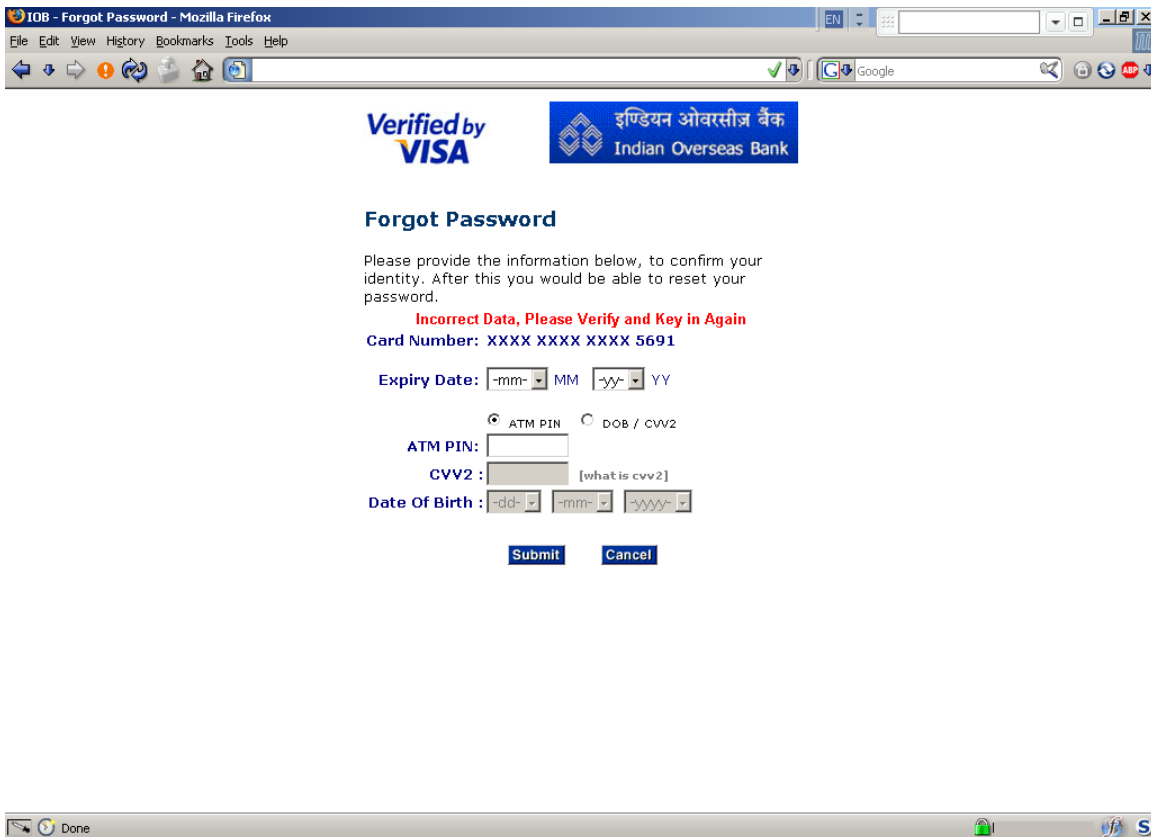 IOB - Forgot Password - Mozilla Firefox
EN
File Edit View History Bookmarks Tools Help
G Google
ABP
Verified by
VISA
इण्डियन ओवरसीज़ बैंक
Indian Overseas Bank
Forgot Password
Please provide the information below, to confirm your
identity. After this you would be able to reset your
password.
Incorrect Data, Please Verify and Key in Again
Card Number: XXXX XXXX XXXX 5691
Expiry Date: -mm- MM -yy- YY
ATM PIN DOB / CVV2
ATM PIN:
CVV2 : [what is cvv2]
Date Of Birth : -dd- -mm- -yyyy-
Submit Cancel
Done
S